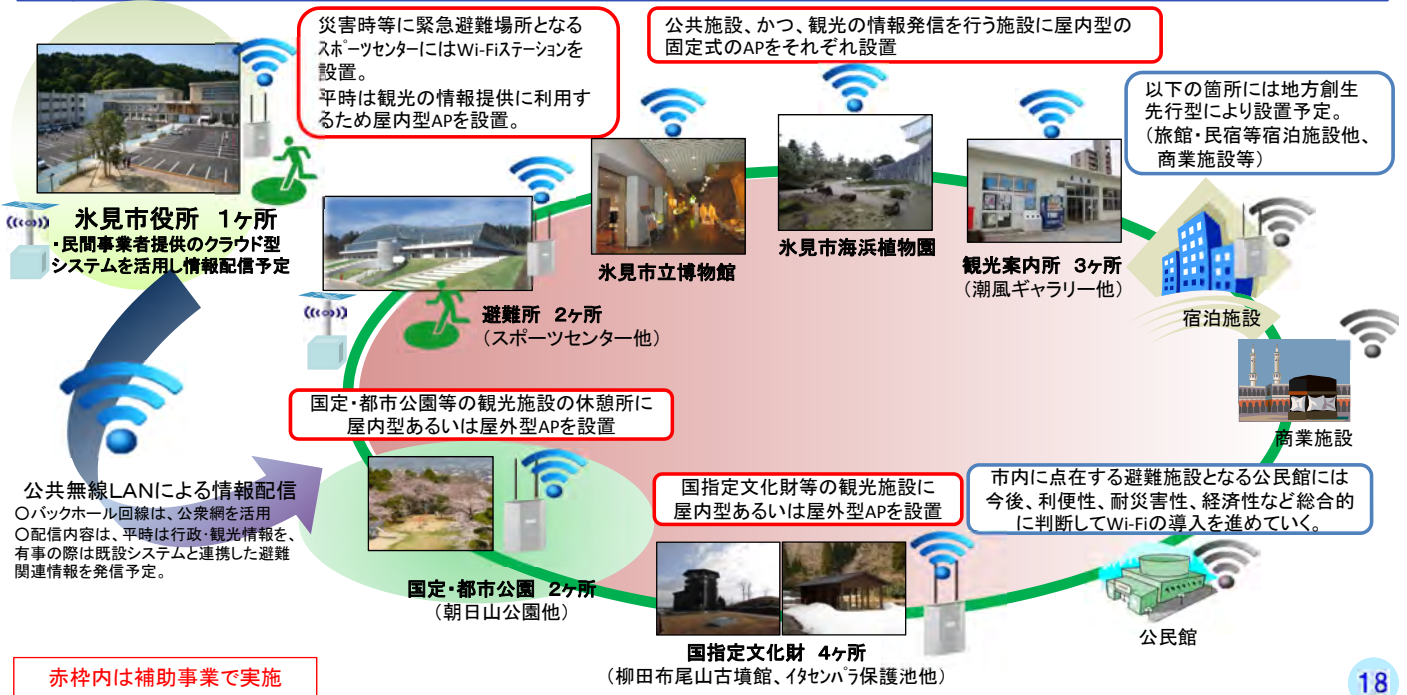 災害時等に緊急避難場所となる
スポーツセンターにはWi-Fiステーションを
設置。
平時は観光の情報提供に利用す
るため屋内型APを設置。
公共施設、かつ、観光の情報発信を行う施設に屋内型の
固定式のAPをそれぞれ設置
以下の箇所には地方創生
先行型により設置予定。
(旅館・民宿等宿泊施設他、
商業施設等)
氷見市役所 1ヶ所
・民間事業者提供のクラウド型
システムを活用し情報配信予定
避難所 2ヶ所
(スポーツセンター他)
氷見市立博物館
氷見市海浜植物園
観光案内所 3ヶ所
(潮風ギャラリー他)
宿泊施設
商業施設
国定・都市公園等の観光施設の休憩所に
屋内型あるいは屋外型APを設置
公共無線LANによる情報配信
○バックホール回線は、公衆網を活用
○配信内容は、平時は行政・観光情報を、
有事の際は既設システムと連携した避難
関連情報を発信予定。
国定・都市公園 2ヶ所
(朝日山公園他)
国指定文化財等の観光施設に
屋内型あるいは屋外型APを設置
国指定文化財 4ヶ所
(柳田布尾山古墳館、イタセンパラ保護池他)
市内に点在する避難施設となる公民館には
今後、利便性、耐災害性、経済性など総合的
に判断してWi-Fiの導入を進めていく。
公民館
赤枠内は補助事業で実施
18